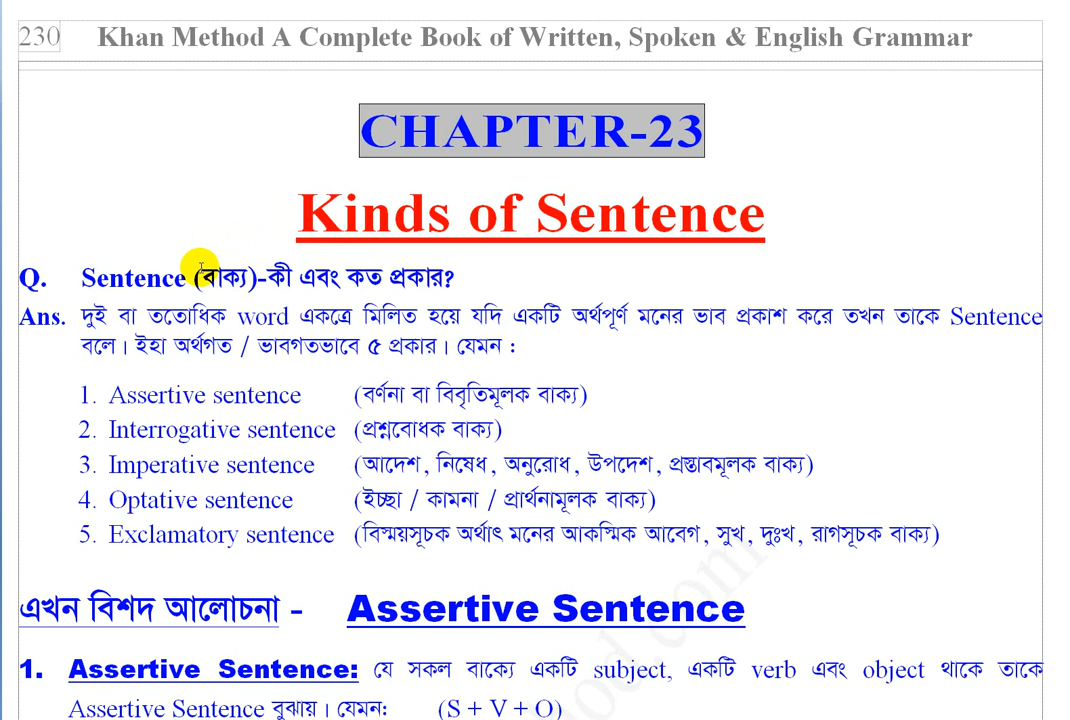 230 Khan Method A Complete Book of Written, Spoken & English Grammar
CHAPTER-23
Kinds of Sentence
Q. Sentence (বাক্য)-কী এবং কত প্রকার?
Ans. দুই বা ততোধিক word একত্রে মিলিত হয়ে যদি একটি অর্থপূর্ণ মনের ভাব প্রকাশ করে তখন তাকে Sentence
বলে। ইহা অর্থগত / ভাবগতভাবে ৫ প্রকার। যেমন :
1. Assertive sentence (বর্ণনা বা বিবৃতিমূলক বাক্য)
2. Interrogative sentence (প্রশ্নবোধক বাক্য)
3. Imperative sentence (আদেশ, নিষেধ, অনুরোধ, উপদেশ, প্রস্তাবমূলক বাক্য)
4. Optative sentence (ইচ্ছা / কামনা / প্রার্থনামূলক বাক্য)
5. Exclamatory sentence (বিস্ময়সূচক অর্থাৎ মনের আকস্মিক আবেগ, সুখ, দুঃখ, রাগসূচক বাক্য)
এখন বিশদ আলোচনা - Assertive Sentence
1. Assertive Sentence: যে সকল বাক্যে একটি subject, একটি verb এবং object থাকে তাকে
Assertive Sentence বুঝায়। যেমন: (S + V + O)